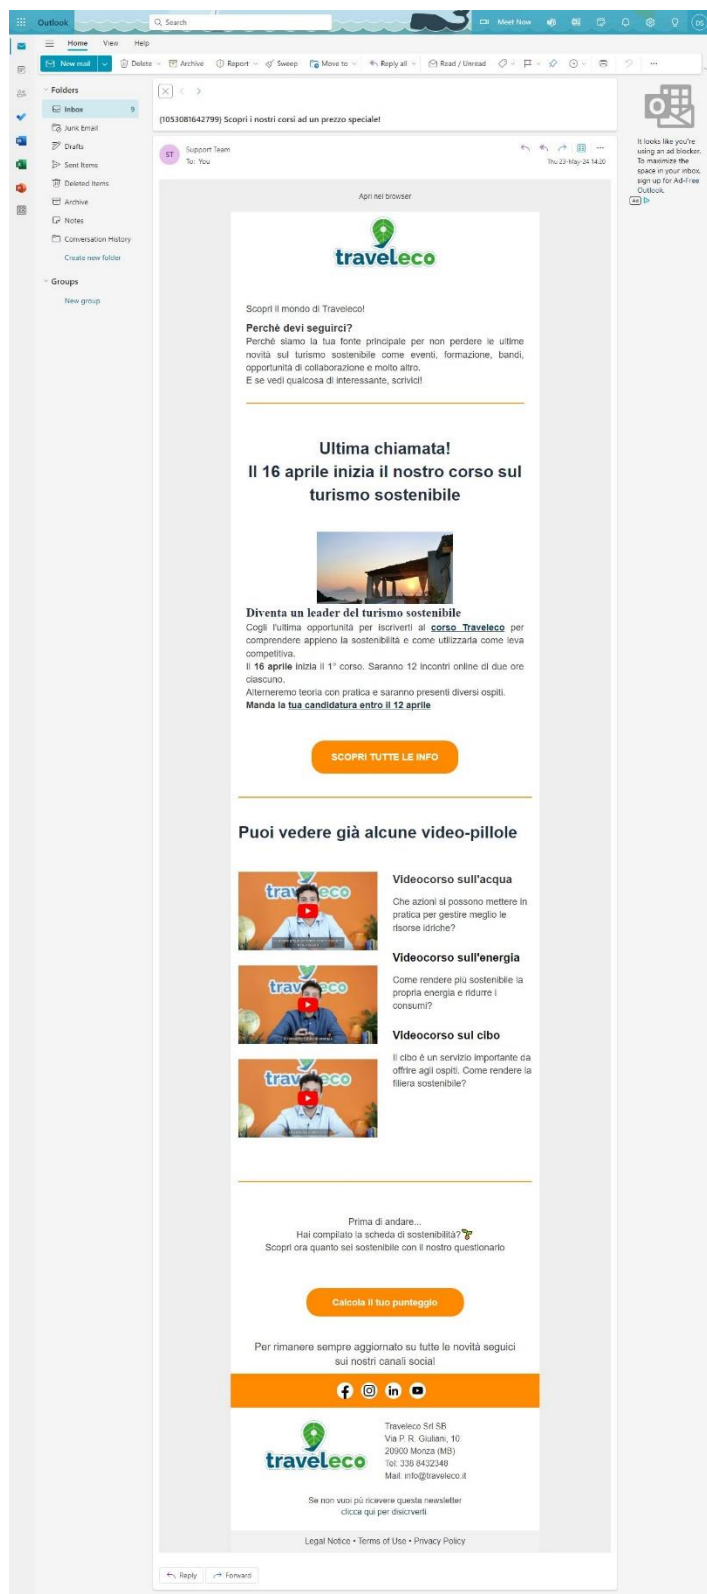 Outlook
Search
Meet Now
DS
Home View Help
New mail Delete Archive Report Sweep Move to Reply all Read / Unread
Folders
Inbox 9
Junk Email
Drafts
Sent Items
Deleted Items
Archive
Notes
Conversation History
Create new folder
Groups
New group
(1053081642799) Scopri i nostri corsi ad un prezzo speciale!
ST
Support Team
To: You
Thu 23-May-24 14:20
It looks like you're
using an ad blocker.
To maximize the
space in your inbox,
sign up for Ad-Free
Outlook.
Ad
Apri nel browser
traveleco
Scopri il mondo di Traveleco!
Perchè devi seguirci?
Perchè siamo la tua fonte principale per non perdere le ultime
novità sul turismo sostenibile come eventi, formazione, bandi,
opportunità di collaborazione e molto altro.
E se vedi qualcosa di interessante, scrivici!
Ultima chiamata!
Il 16 aprile inizia il nostro corso sul
turismo sostenibile
Diventa un leader del turismo sostenibile
Cogli l'ultima opportunità per iscriverti al corso Traveleco per
comprendere appieno la sostenibilità e come utilizzarla come leva
competitiva.
Il 16 aprile inizia il 1° corso. Saranno 12 incontri online di due ore
ciascuno.
Alterneremo teoria con pratica e saranno presenti diversi ospiti.
Manda la tua candidatura entro il 12 aprile
SCOPRI TUTTE LE INFO
Puoi vedere già alcune video-pillole
Videocorso sull'acqua
Che azioni si possono mettere in
pratica per gestire meglio le
risorse idriche?
Videocorso sull'energia
Come rendere più sostenibile la
propria energia e ridurre i
consumi?
Videocorso sul cibo
Il cibo è un servizio importante da
offrire agli ospiti. Come rendere la
filiera sostenibile?
Prima di andare...
Hai compilato la scheda di sostenibilità?
Scopri ora quanto sei sostenibile con il nostro questionario
Calcola il tuo punteggio
Per rimanere sempre aggiornato su tutte le novità seguici
sui nostri canali social
traveleco
Traveleco Srl SB
Via P. R. Giuliani, 10
20900 Monza (MB)
Tel: 338 8432348
Mail: info@traveleco.it
Se non vuoi più ricevere questa newsletter
clicca qui per disicrverti
Legal Notice • Terms of Use • Privacy Policy
Reply Forward